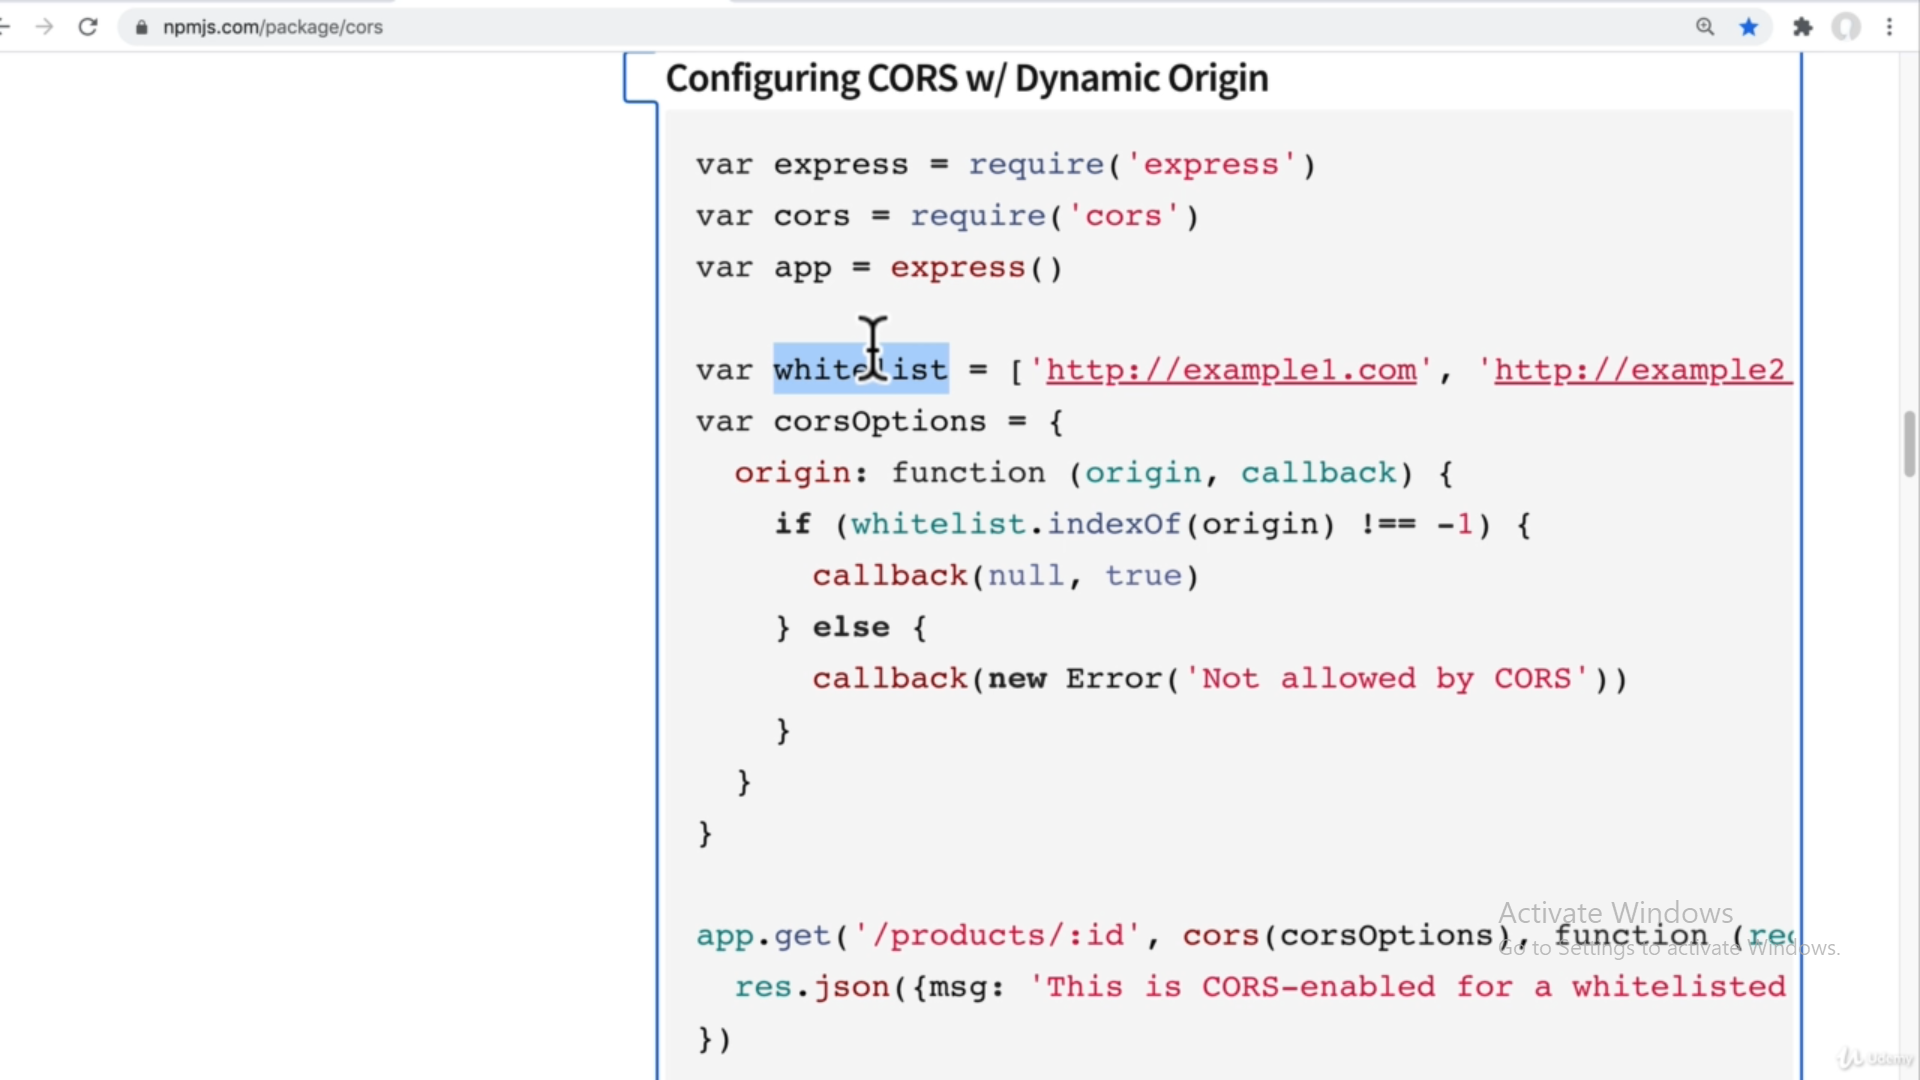 npmjs.com/package/cors
Configuring CORS w/ Dynamic Origin
var express = require('express')
var cors = require('cors')
var app = express()
var whitelist = ['http://example1.com', 'http://example2.
var corsOptions = {
origin: function (origin, callback) {
if (whitelist.indexOf(origin) !== -1) {
callback(null, true)
} else {
callback(new Error('Not allowed by CORS'))
}
}
}
app.get('/products/:id', cors(corsOptions), function (req
res.json({msg: 'This is CORS-enabled for a whitelisted
})
Activate Windows
Go to Settings to activate Windows.
Udemy